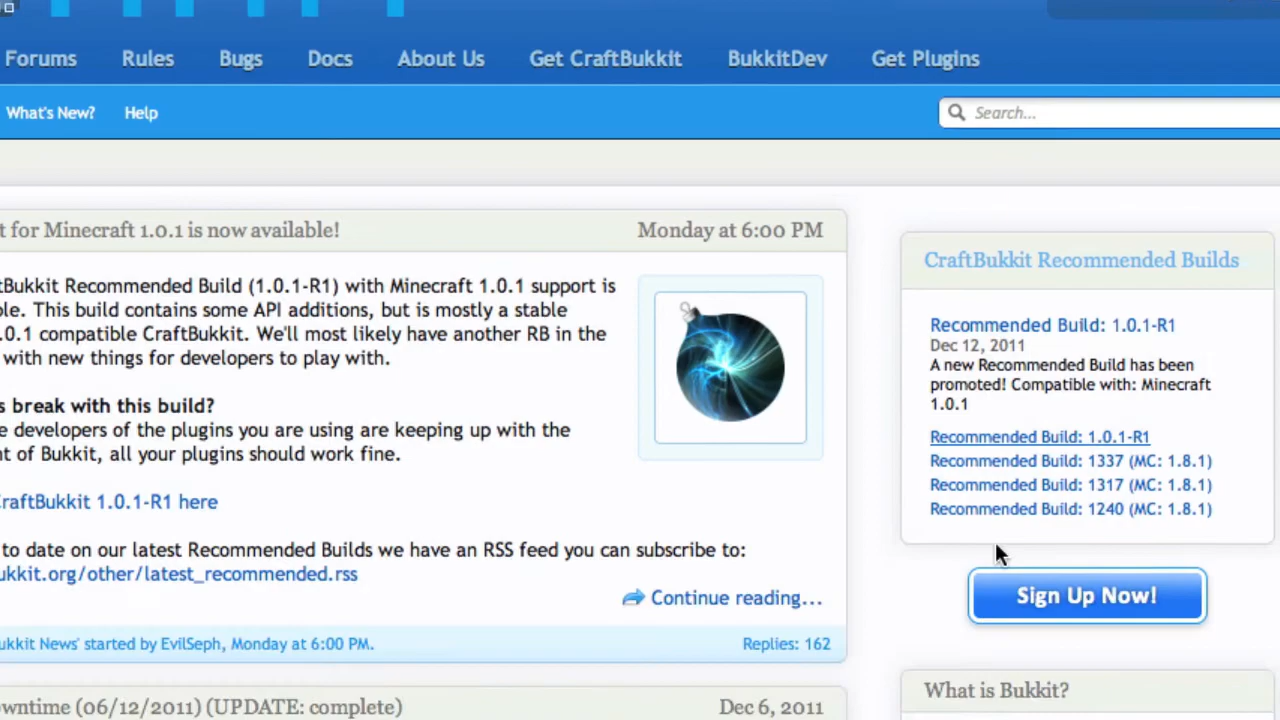 Forums Rules Bugs Docs About Us Get CraftBukkit BukkitDev Get Plugins
What's New? Help Search...
t for Minecraft 1.0.1 is now available! Monday at 6:00 PM
tBukkit Recommended Build (1.0.1-R1) with Minecraft 1.0.1 support is
ble. This build contains some API additions, but is mostly a stable
.0.1 compatible CraftBukkit. We'll most likely have another RB in the
with new things for developers to play with.
s break with this build?
e developers of the plugins you are using are keeping up with the
nt of Bukkit, all your plugins should work fine.
CraftBukkit 1.0.1-R1 here
to date on our latest Recommended Builds we have an RSS feed you can subscribe to:
ukkit.org/other/latest_recommended.rss
Continue reading...
ukkit News' started by EvilSeph, Monday at 6:00 PM. Replies: 162
owntime (06/12/2011) (UPDATE: complete) Dec 6, 2011
CraftBukkit Recommended Builds
Recommended Build: 1.0.1-R1
Dec 12, 2011
A new Recommended Build has been
promoted! Compatible with: Minecraft
1.0.1
Recommended Build: 1.0.1-R1
Recommended Build: 1337 (MC: 1.8.1)
Recommended Build: 1317 (MC: 1.8.1)
Recommended Build: 1240 (MC: 1.8.1)
Sign Up Now!
What is Bukkit?